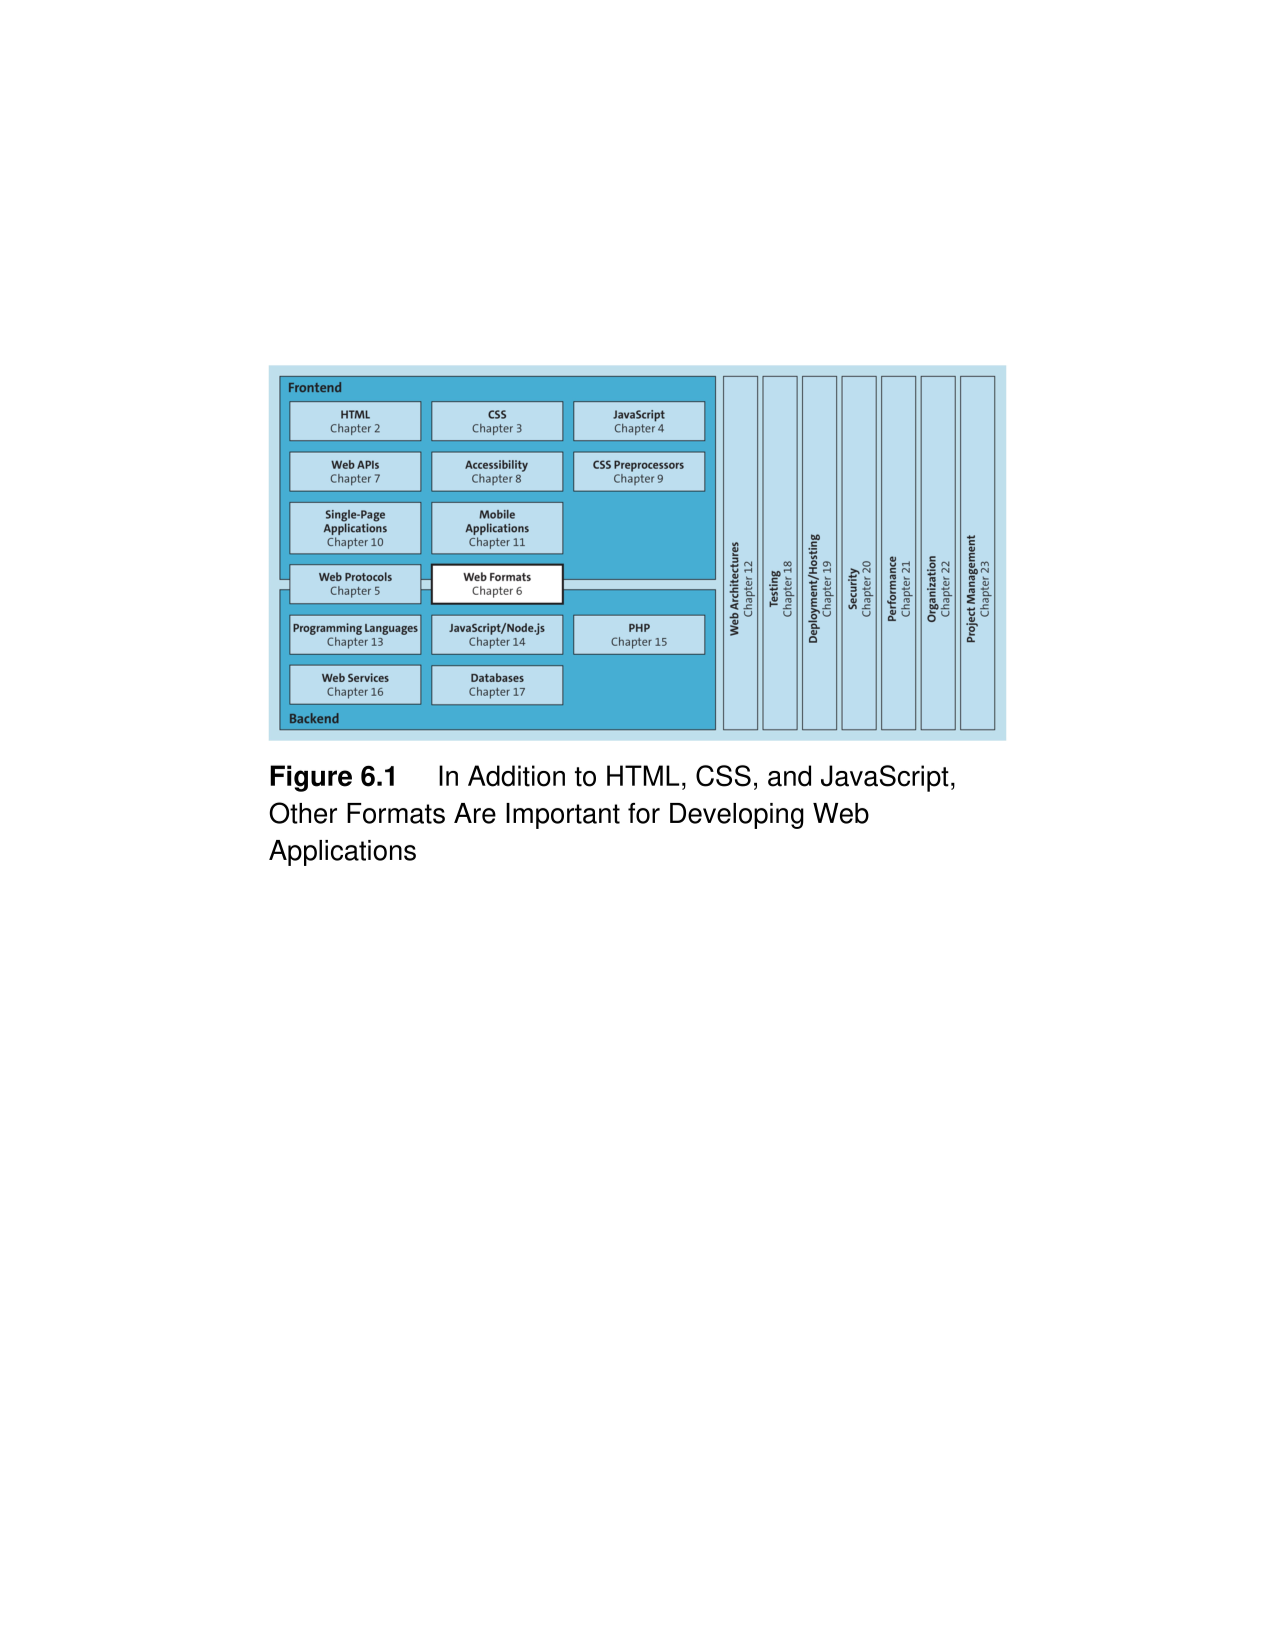 Frontend
HTML
Chapter 2
CSS
Chapter 3
JavaScript
Chapter 4
Web APIs
Chapter 7
Accessibility
Chapter 8
CSS Preprocessors
Chapter 9
Single-Page
Applications
Chapter 10
Mobile
Applications
Chapter 11
Web Protocols
Chapter 5
Web Formats
Chapter 6
Programming Languages
Chapter 13
JavaScript/Node.js
Chapter 14
PHP
Chapter 15
Web Services
Chapter 16
Databases
Chapter 17
Backend
Web Architectures
Chapter 12
Testing
Chapter 18
Deployment/Hosting
Chapter 19
Security
Chapter 20
Performance
Chapter 21
Organization
Chapter 22
Project Management
Chapter 23
Figure 6.1 In Addition to HTML, CSS, and JavaScript,
Other Formats Are Important for Developing Web
Applications